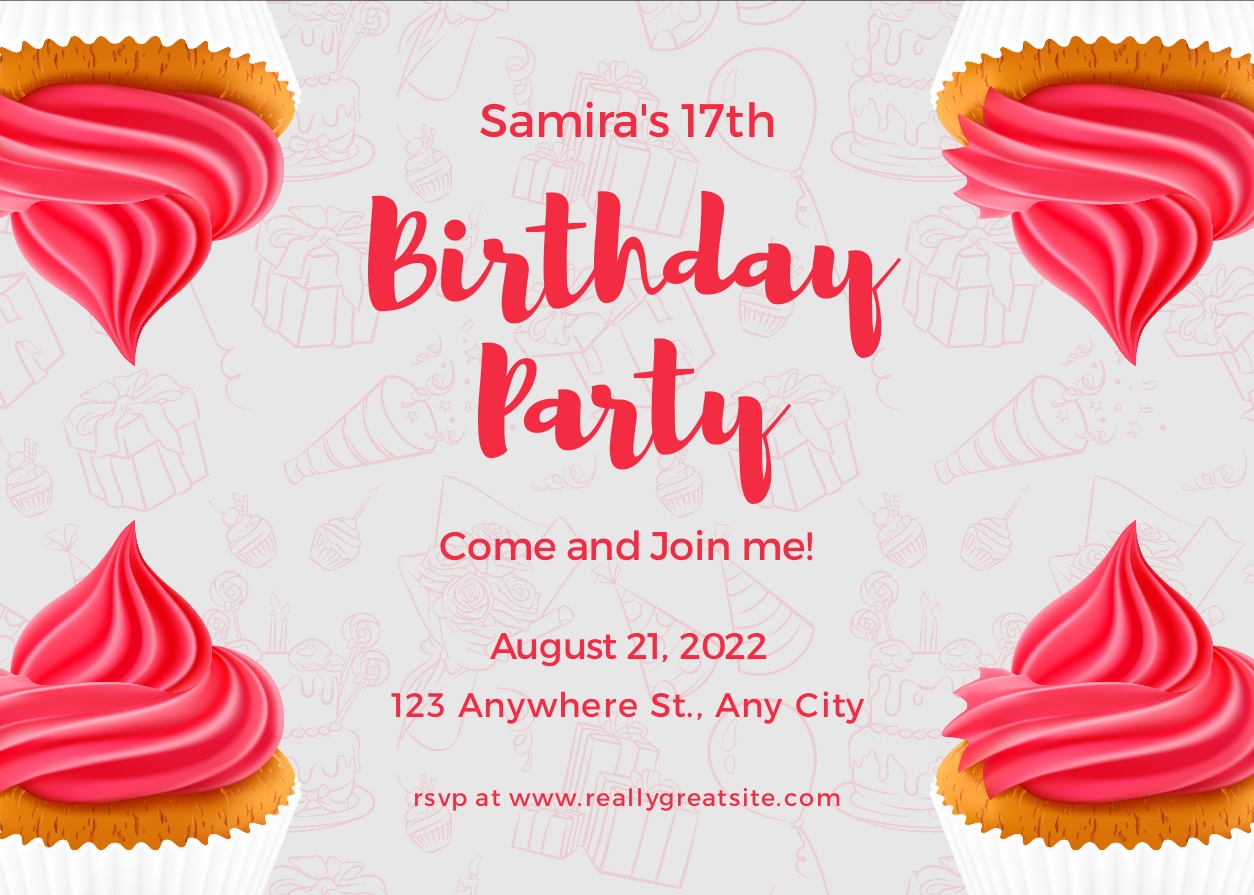 Samira's 17th
Birthday
Party
Come and Join me!
August 21, 2022
123 Anywhere St., Any City
rsvp at www.reallygreatsite.com